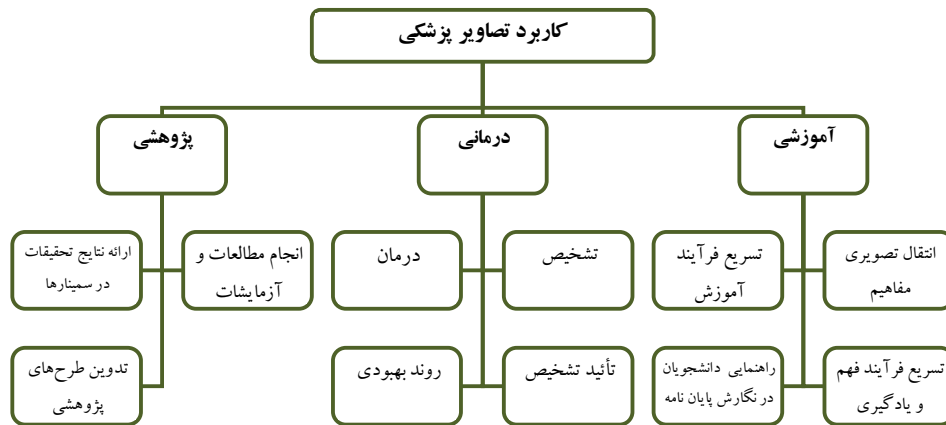 کاربرد تصاویر پزشکی
آموزشی
درمانی
پژوهشی
انتقال تصویری
مفاهیم
تسریع فرآیند
آموزش
تشخیص
درمان
انجام مطالعات و
آزمایشات
ارائه نتایج تحقیقات
در سمینارها
تسریع فرآیند فهم
و یادگیری
راهنمایی دانشجویان
در نگارش پایان نامه
تأئید تشخیص
روند بهبودی
تدوین طرح‌های
پژوهشی